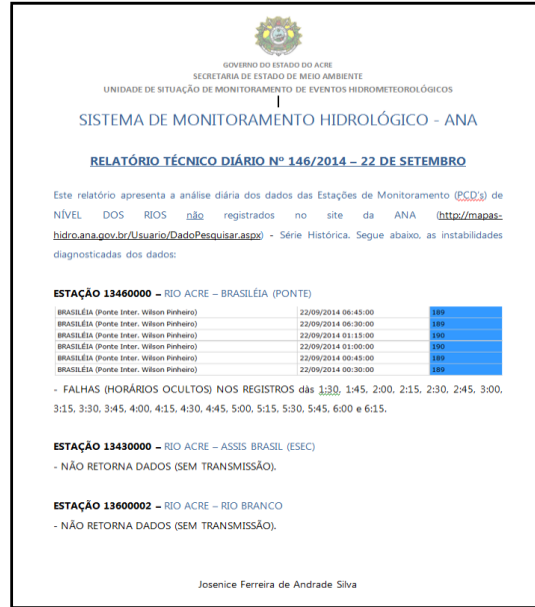 GOVERNO DO ESTADO DO ACRE
SECRETARIA DE ESTADO DE MEIO AMBIENTE
UNIDADE DE SITUAÇÃO DE MONITORAMENTO DE EVENTOS HIDROMETEOROLÓGICOS
SISTEMA DE MONITORAMENTO HIDROLÓGICO - ANA
RELATÓRIO TÉCNICO DIÁRIO Nº 146/2014 – 22 DE SETEMBRO
Este relatório apresenta a análise diária dos dados das Estações de Monitoramento (PCD's) de
NÍVEL DOS RIOS não registrados no site da ANA (http://mapas-
hidro.ana.gov.br/Usuario/DadoPesquisar.aspx) - Série Histórica. Segue abaixo, as instabilidades
diagnosticadas dos dados:
ESTAÇÃO 13460000 – RIO ACRE – BRASILÉIA (PONTE)
BRASILÉIA (Ponte Inter. Wilson Pinheiro) 22/09/2014 06:45:00 189
BRASILÉIA (Ponte Inter. Wilson Pinheiro) 22/09/2014 06:30:00 189
BRASILÉIA (Ponte Inter. Wilson Pinheiro) 22/09/2014 01:15:00 190
BRASILÉIA (Ponte Inter. Wilson Pinheiro) 22/09/2014 01:00:00 190
BRASILÉIA (Ponte Inter. Wilson Pinheiro) 22/09/2014 00:45:00 189
BRASILÉIA (Ponte Inter. Wilson Pinheiro) 22/09/2014 00:30:00 189
- FALHAS (HORÁRIOS OCULTOS) NOS REGISTROS dàs 1:30, 1:45, 2:00, 2:15, 2:30, 2:45, 3:00,
3:15, 3:30, 3:45, 4:00, 4:15, 4:30, 4:45, 5:00, 5:15, 5:30, 5:45, 6:00 e 6:15.
ESTAÇÃO 13430000 – RIO ACRE – ASSIS BRASIL (ESEC)
- NÃO RETORNA DADOS (SEM TRANSMISSÃO).
ESTAÇÃO 13600002 – RIO ACRE – RIO BRANCO
- NÃO RETORNA DADOS (SEM TRANSMISSÃO).
Josenice Ferreira de Andrade Silva